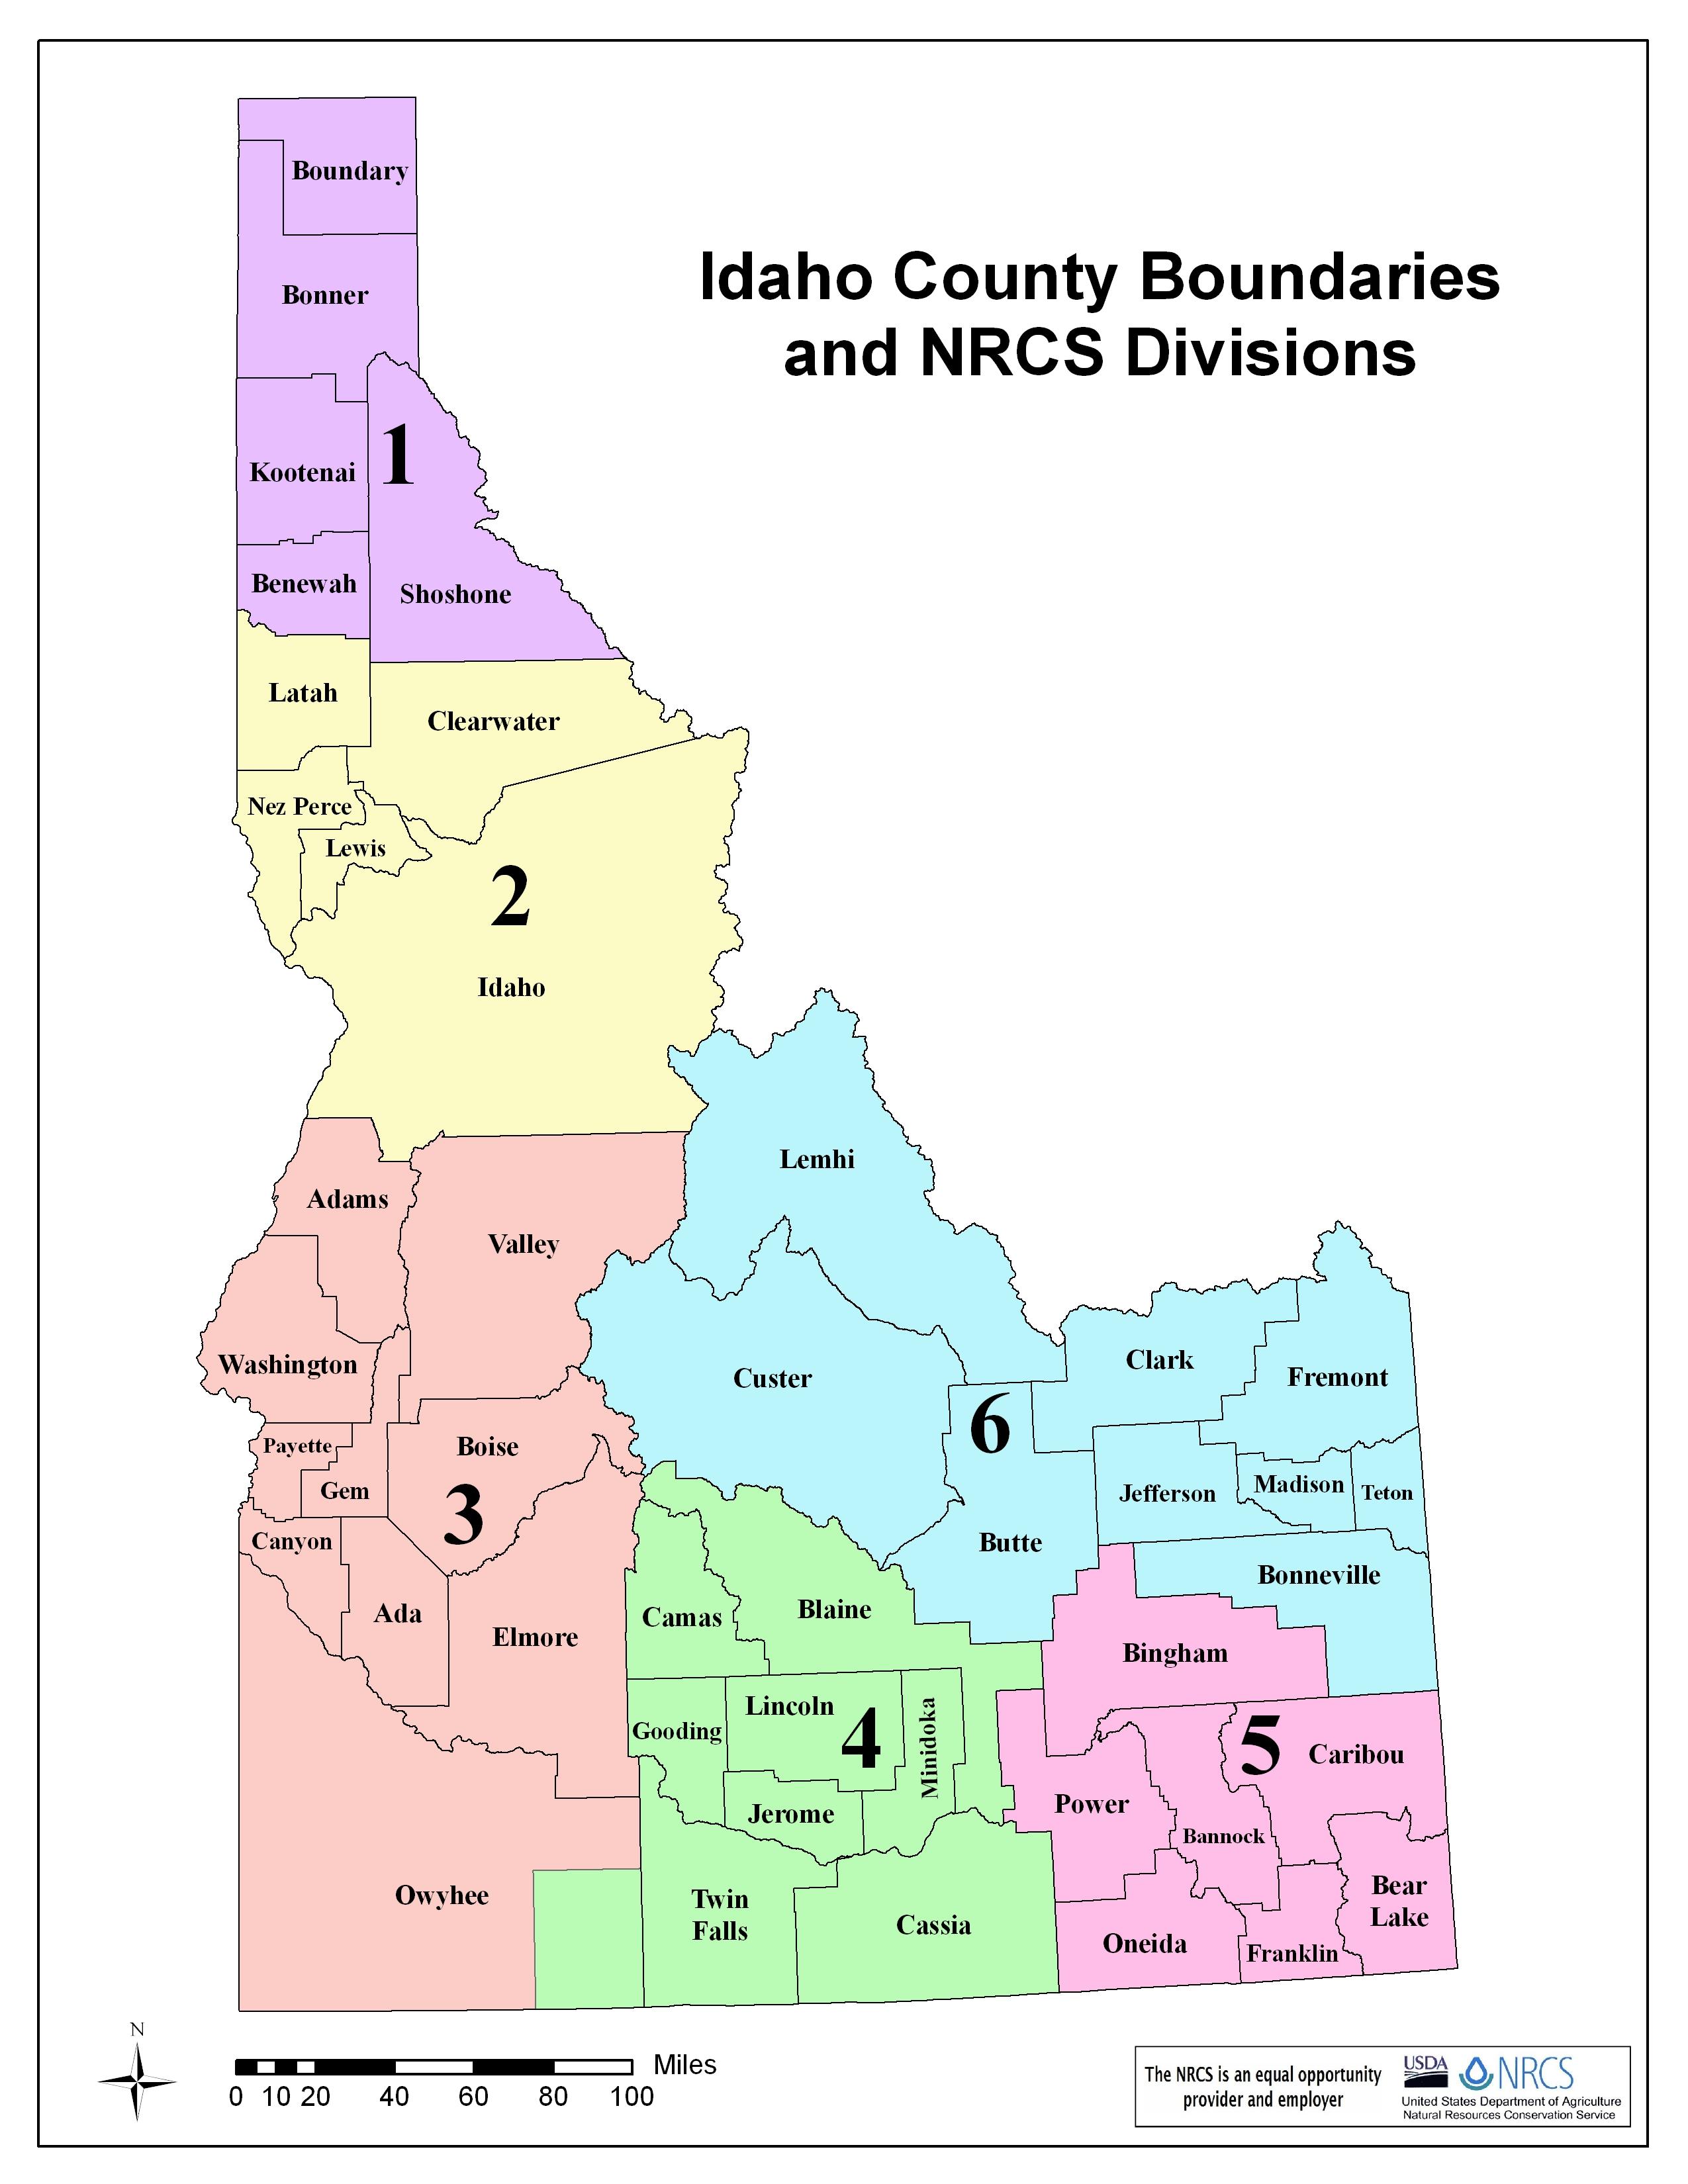 Idaho County Boundaries
and NRCS Divisions
Boundary
Bonner
1
Kootenai
Benewah
Shoshone
Latah
Clearwater
Nez Perce
Lewis
2
Idaho
Lemhi
Adams
Valley
Washington
Custer
Clark
Fremont
6
Payette
Boise
Gem
3
Jefferson
Madison
Teton
Canyon
Butte
Bonneville
Ada
Elmore
Camas
Blaine
Bingham
Lincoln
Gooding
4
Minidoka
5
Caribou
Jerome
Power
Bannock
Owyhee
Twin
Falls
Cassia
Bear
Lake
Oneida
Franklin
N
Miles
0 10 20 40 60 80 100
The NRCS is an equal opportunity
provider and employer
USDA
NRCS
United States Department of Agriculture
Natural Resources Conservation Service